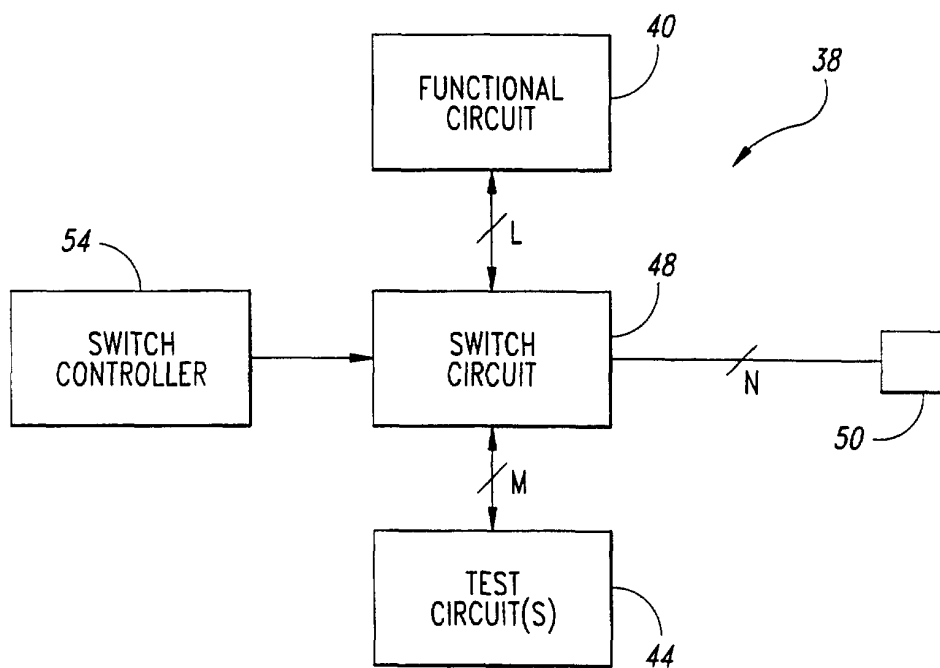 40
38
FUNCTIONAL
CIRCUIT
L
54
48
SWITCH
CONTROLLER
SWITCH
CIRCUIT
N
50
M
TEST
CIRCUIT(S)
44